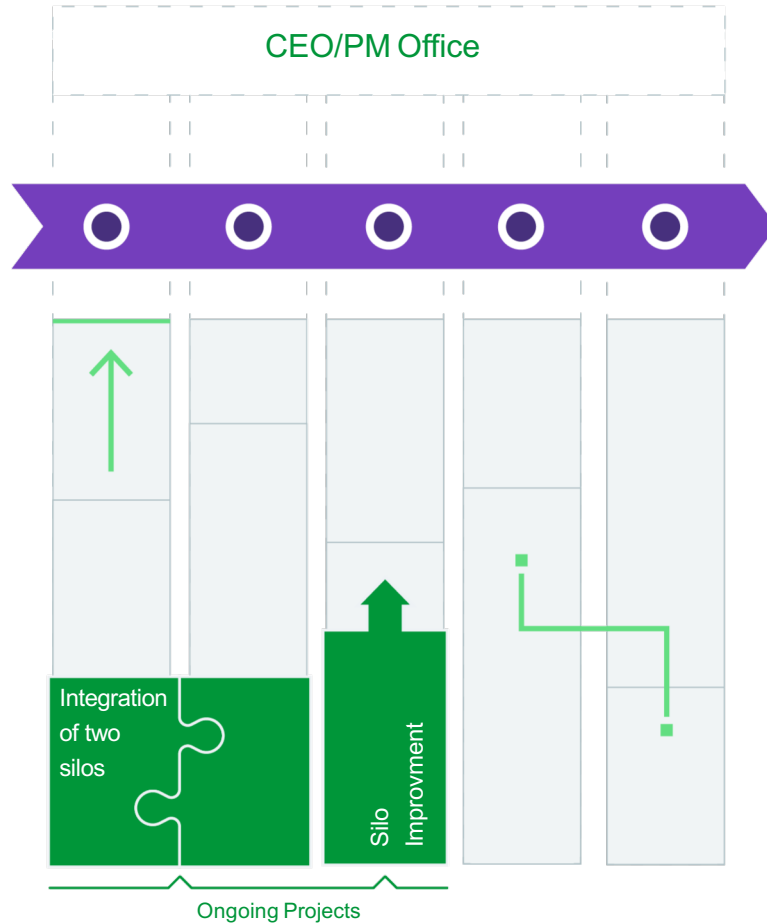 CEO/PM Office
Integration
of two
silos
Silo
Improvment
Ongoing Projects